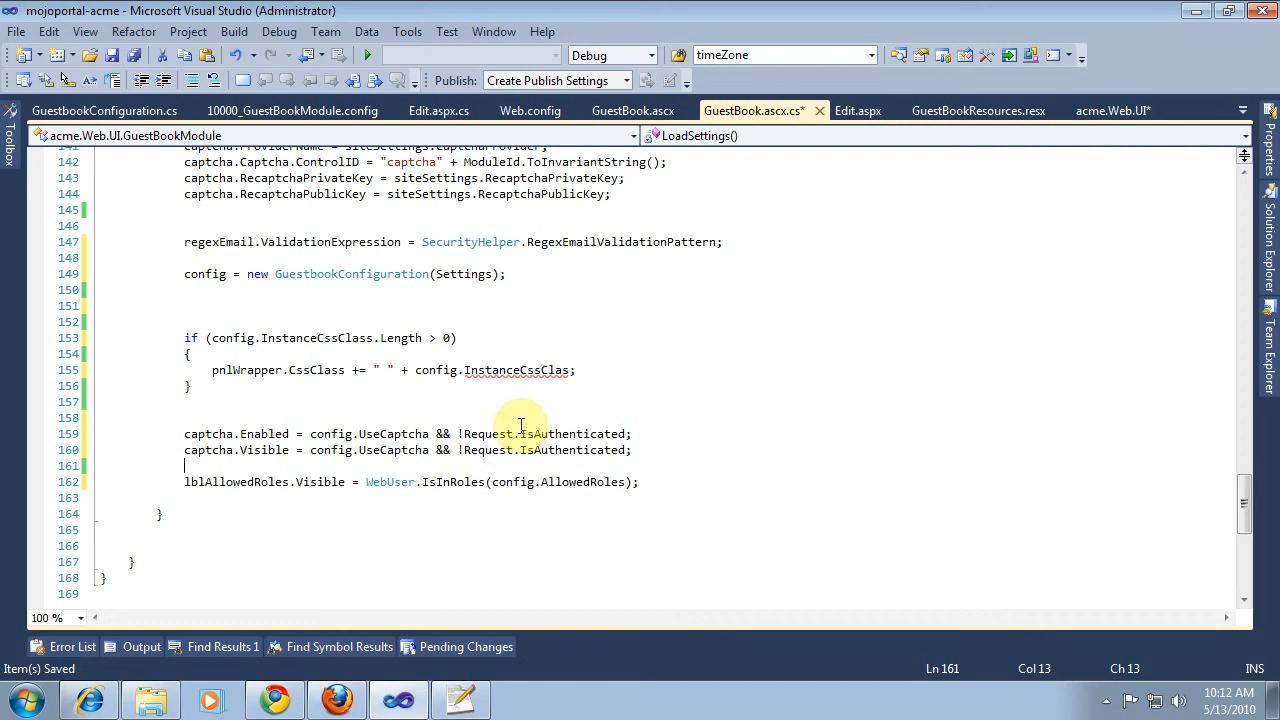 mojoportal-acme - Microsoft Visual Studio (Administrator)
File Edit View Refactor Project Build Debug Team Data Tools Test Window Help
Debug timeZone
Publish: Create Publish Settings
GuestbookConfiguration.cs 10000_GuestBookModule.config Edit.aspx.cs Web.config GuestBook.ascx GuestBook.ascx.cs* Edit.aspx GuestBookResources.resx acme.Web.UI*
acme.Web.UI.GuestBookModule LoadSettings()
Toolbox
Properties
Solution Explorer
Team Explorer
141 captcha.ProviderName = siteSettings.CaptchaProvider;
142 captcha.Captcha.ControlID = "captcha" + ModuleId.ToInvariantString();
143 captcha.RecaptchaPrivateKey = siteSettings.RecaptchaPrivateKey;
144 captcha.RecaptchaPublicKey = siteSettings.RecaptchaPublicKey;
145
146
147 regexEmail.ValidationExpression = SecurityHelper.RegexEmailValidationPattern;
148
149 config = new GuestbookConfiguration(Settings);
150
151
152
153 if (config.InstanceCssClass.Length > 0)
154 {
155 pnlWrapper.CssClass += " " + config.InstanceCssClas;
156 }
157
158
159 captcha.Enabled = config.UseCaptcha && !Request.IsAuthenticated;
160 captcha.Visible = config.UseCaptcha && !Request.IsAuthenticated;
161
162 lblAllowedRoles.Visible = WebUser.IsInRoles(config.AllowedRoles);
163
164 }
165
166
167 }
168 }
169
100 %
Error List Output Find Results 1 Find Symbol Results Pending Changes
Item(s) Saved Ln 161 Col 13 Ch 13 INS
10:12 AM
5/13/2010